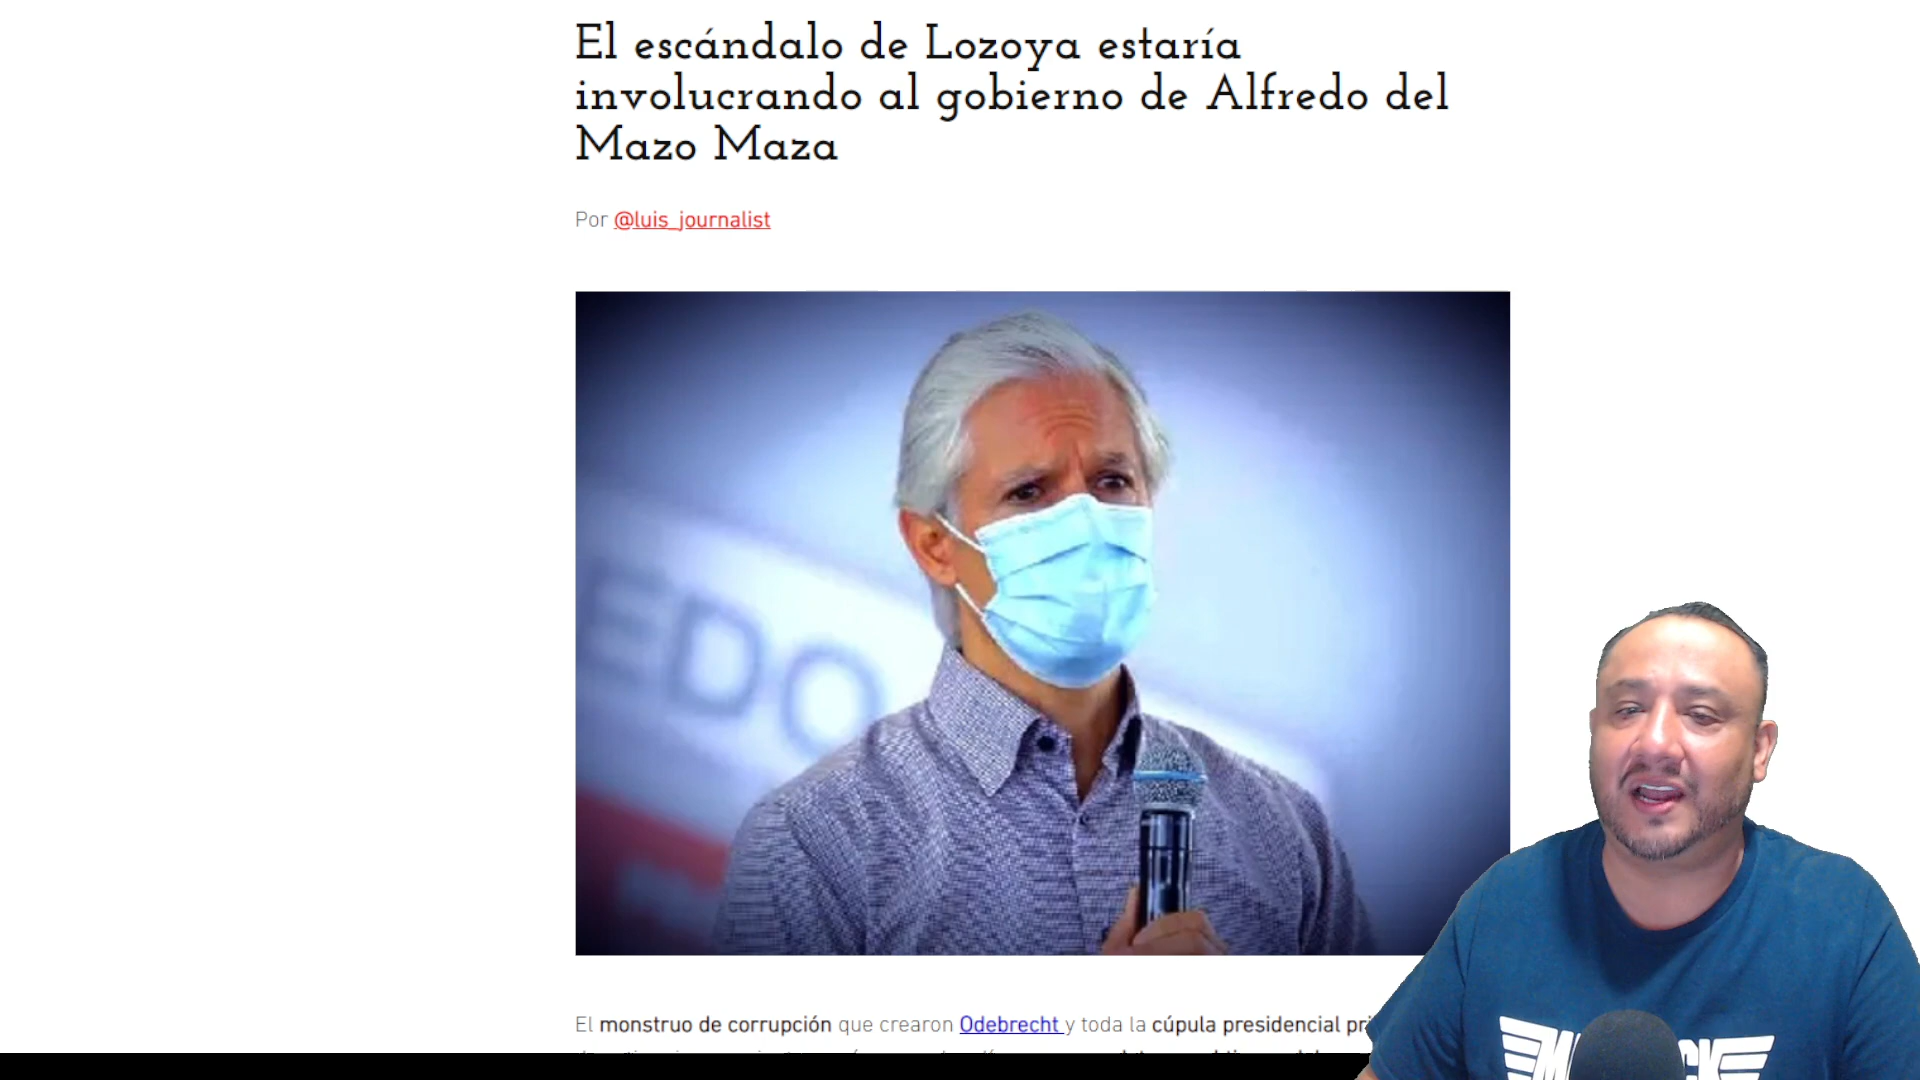 El escándalo de Lozoya estaría
involucrando al gobierno de Alfredo del
Mazo Maza
Por @luis_journalist
EDO
El monstruo de corrupción que crearon Odebrecht y toda la cúpula presidencial